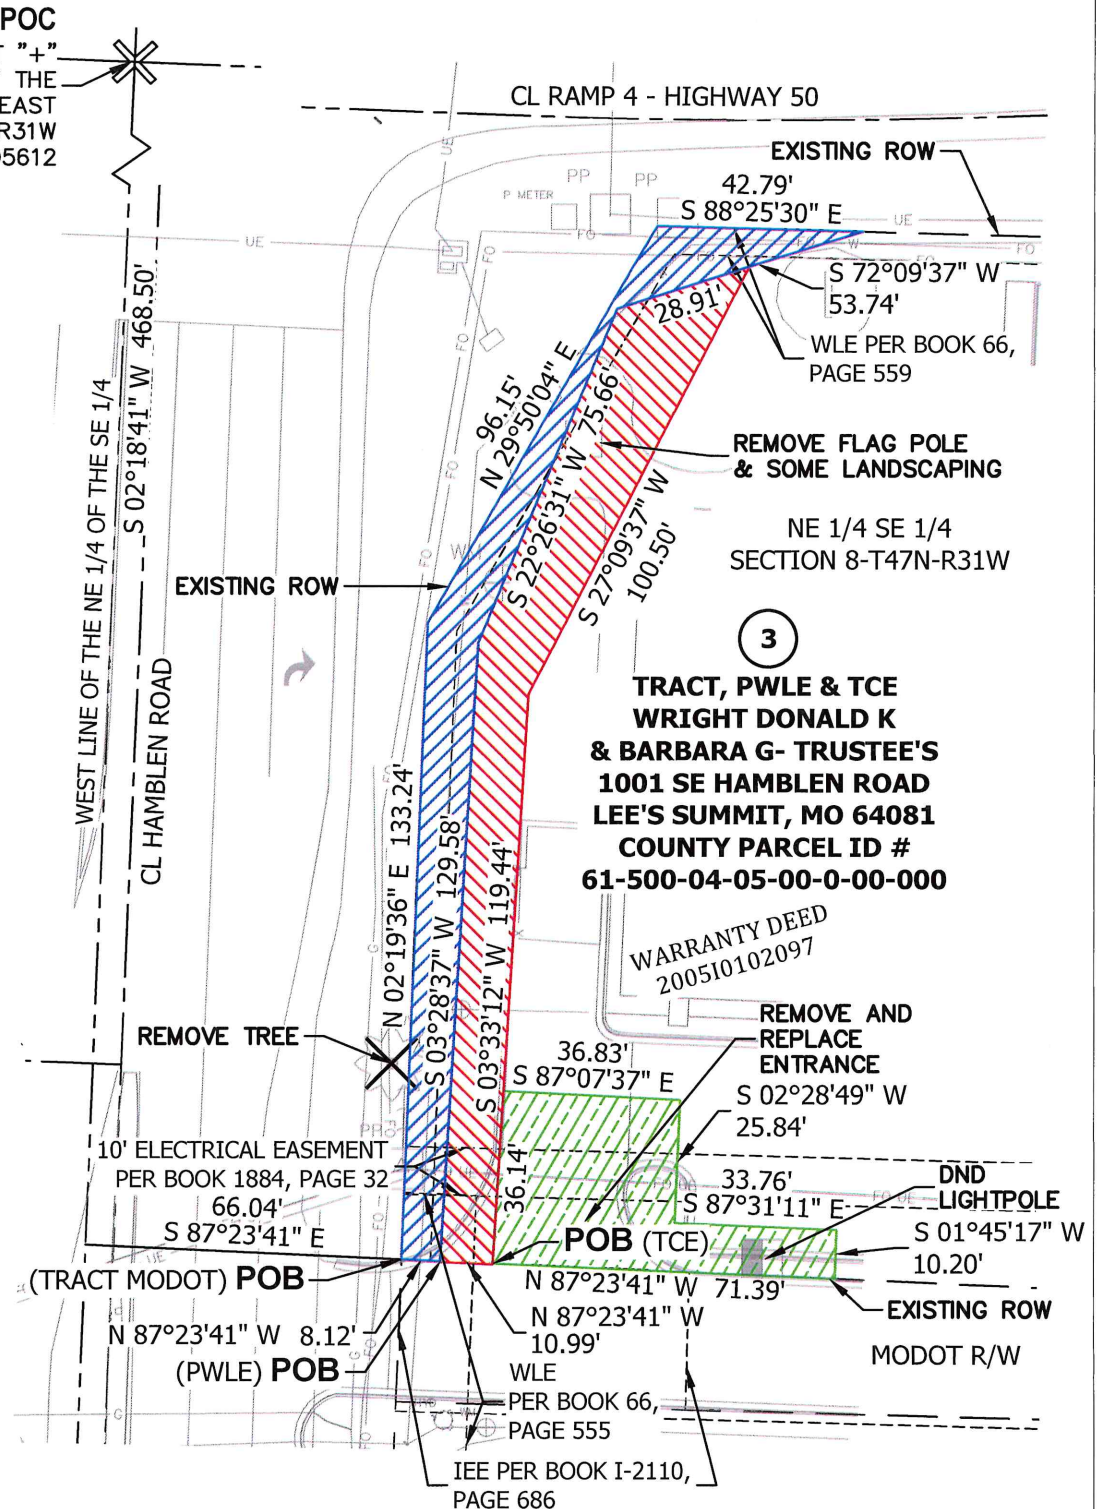 POC
"+"
THE
EAST
R31W
05612
CL RAMP 4 - HIGHWAY 50
EXISTING ROW
42.79'
S 88°25'30" E
PP
PP
P METER
UE
UE
UE
FO
FO
FO
W
FO
FO
S 72°09'37" W
53.74'
28.91'
WLE PER BOOK 66,
PAGE 559
WEST LINE OF THE NE 1/4 OF THE SE 1/4
S 02°18'41" W 468.50'
CL HAMBLEN ROAD
96.15'
N 29°50'04" E
S 22°26'31" W 75.66'
REMOVE FLAG POLE
& SOME LANDSCAPING
NE 1/4 SE 1/4
SECTION 8-T47N-R31W
S 27°09'37" W
100.50'
EXISTING ROW
3
TRACT, PWLE & TCE
WRIGHT DONALD K
& BARBARA G- TRUSTEE'S
1001 SE HAMBLEN ROAD
LEE'S SUMMIT, MO 64081
COUNTY PARCEL ID #
61-500-04-05-00-0-00-000
WARRANTY DEED
2005I0102097
N 02°19'36" E 133.24'
S 03°28'37" W 129.58'
S 03°33'12" W 119.44'
REMOVE TREE
REMOVE AND
REPLACE
ENTRANCE
36.83'
S 87°07'37" E
S 02°28'49" W
25.84'
10' ELECTRICAL EASEMENT
PER BOOK 1884, PAGE 32
66.04'
S 87°23'41" E
36.14'
33.76'
S 87°31'11" E
DND
LIGHTPOLE
S 01°45'17" W
10.20'
POB (TCE)
(TRACT MODOT) POB
N 87°23'41" W 71.39'
EXISTING ROW
N 87°23'41" W 8.12'
N 87°23'41" W
10.99'
(PWLE) POB
MODOT R/W
WLE
PER BOOK 66,
PAGE 555
IEE PER BOOK I-2110,
PAGE 686